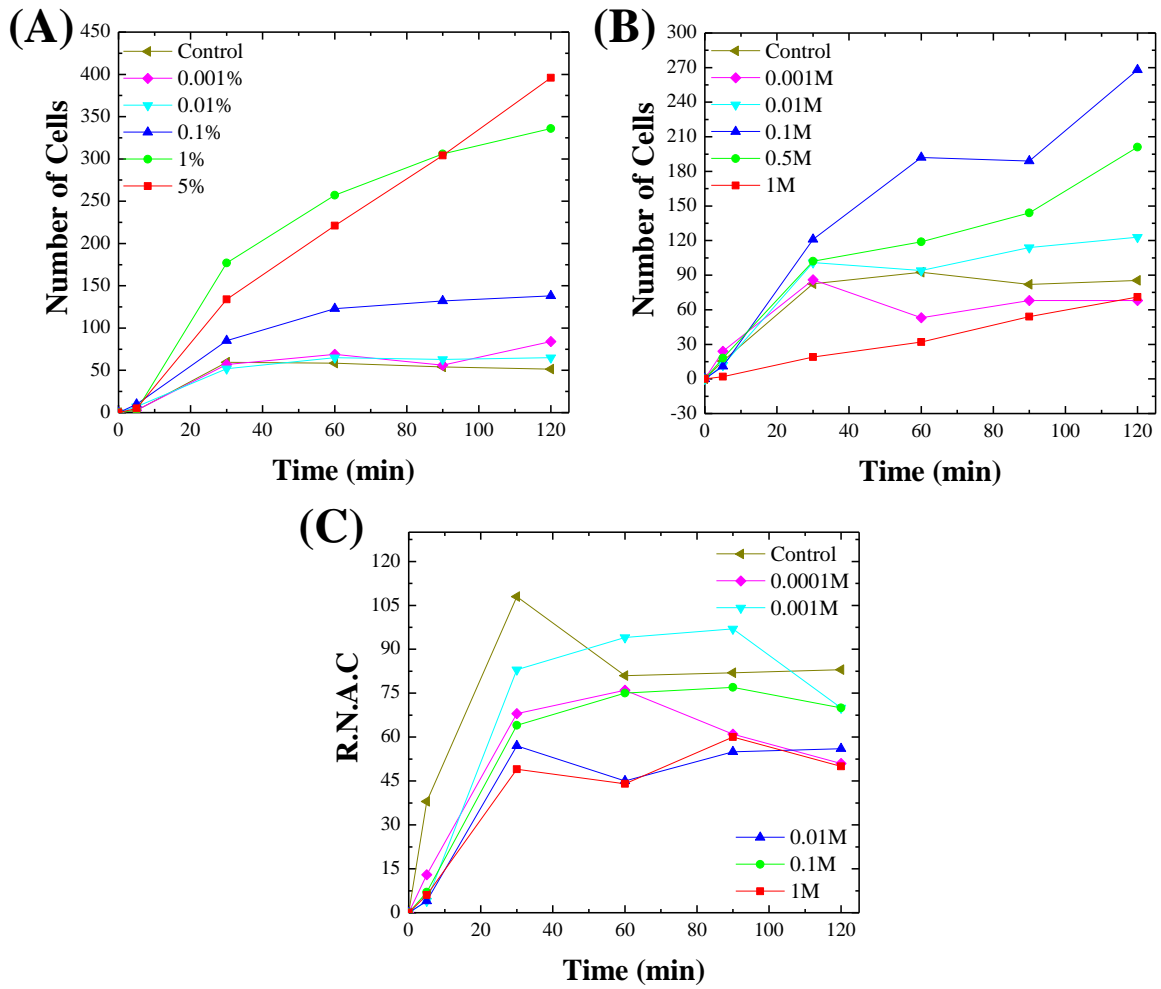 (A)
450
400
350
300
250
200
150
100
50
0
Number of Cells
Control
0.001%
0.01%
0.1%
1%
5%
0 20 40 60 80 100 120
Time (min)
(B)
300
270
240
210
180
150
120
90
60
30
0
-30
Number of Cells
Control
0.001M
0.01M
0.1M
0.5M
1M
0 20 40 60 80 100 120
Time (min)
(C)
120
105
90
75
60
45
30
15
0
R.N.A.C
Control
0.0001M
0.001M
0.01M
0.1M
1M
0 20 40 60 80 100 120
Time (min)